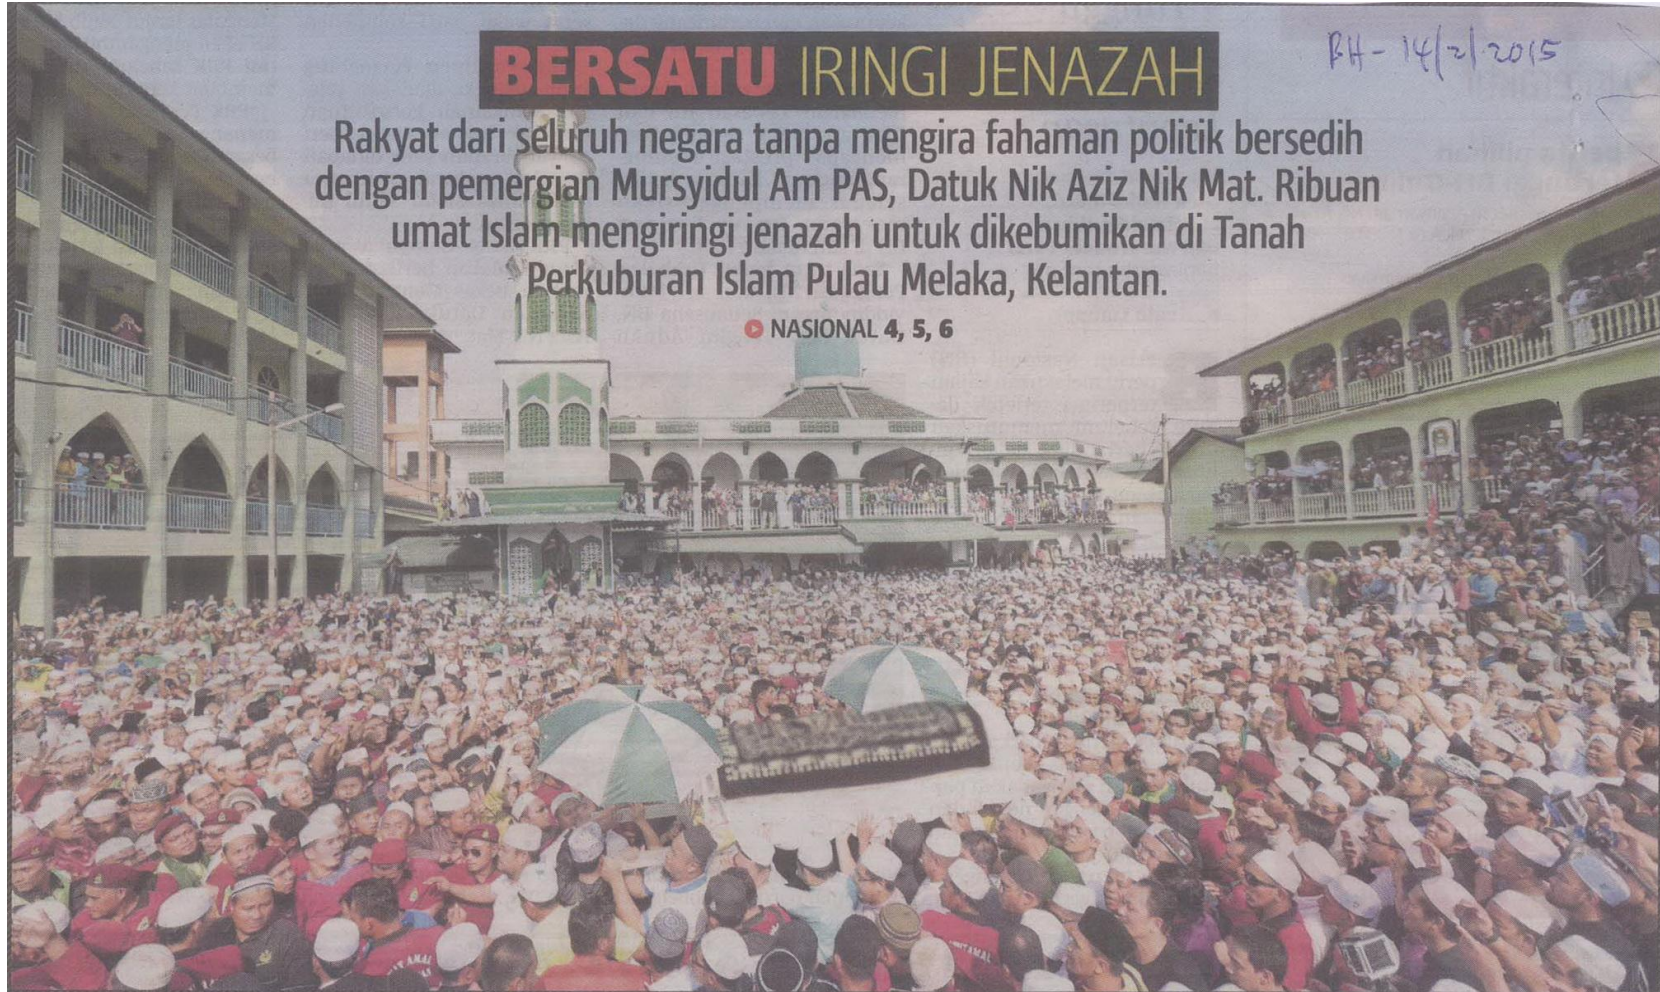 BH - 14/2/2015
BERSATU IRINGI JENAZAH
Rakyat dari seluruh negara tanpa mengira fahaman politik bersedih
dengan pemergian Mursyidul Am PAS, Datuk Nik Aziz Nik Mat. Ribuan
umat Islam mengiringi jenazah untuk dikebumikan di Tanah
Perkuburan Islam Pulau Melaka, Kelantan.
NASIONAL 4, 5, 6